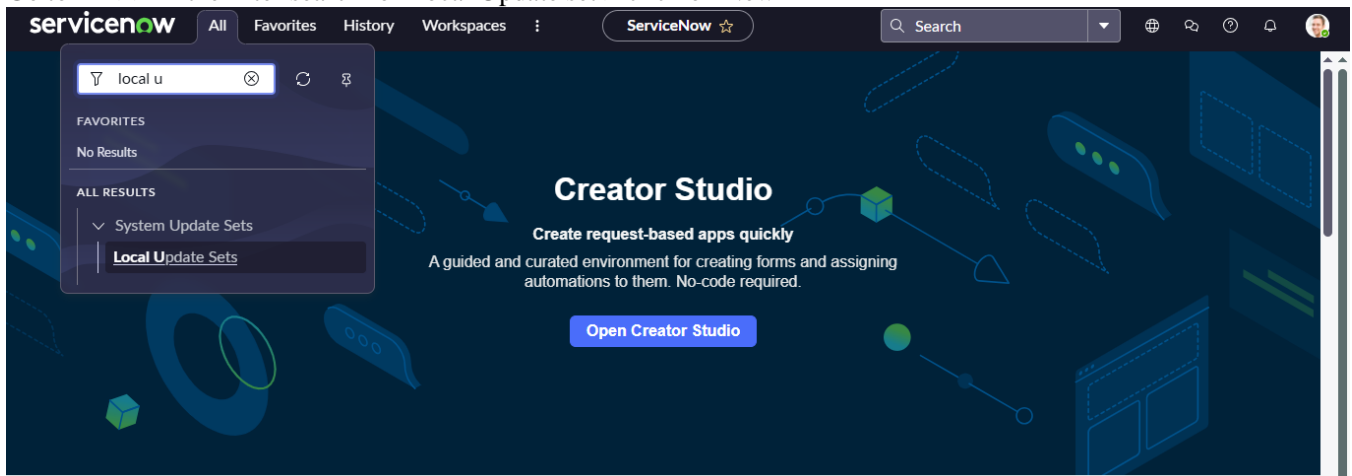 servicenow All Favorites History Workspaces ServiceNow Search
local u
FAVORITES
No Results
ALL RESULTS
System Update Sets
Local Update Sets
Creator Studio
Create request-based apps quickly
A guided and curated environment for creating forms and assigning
automations to them. No-code required.
Open Creator Studio